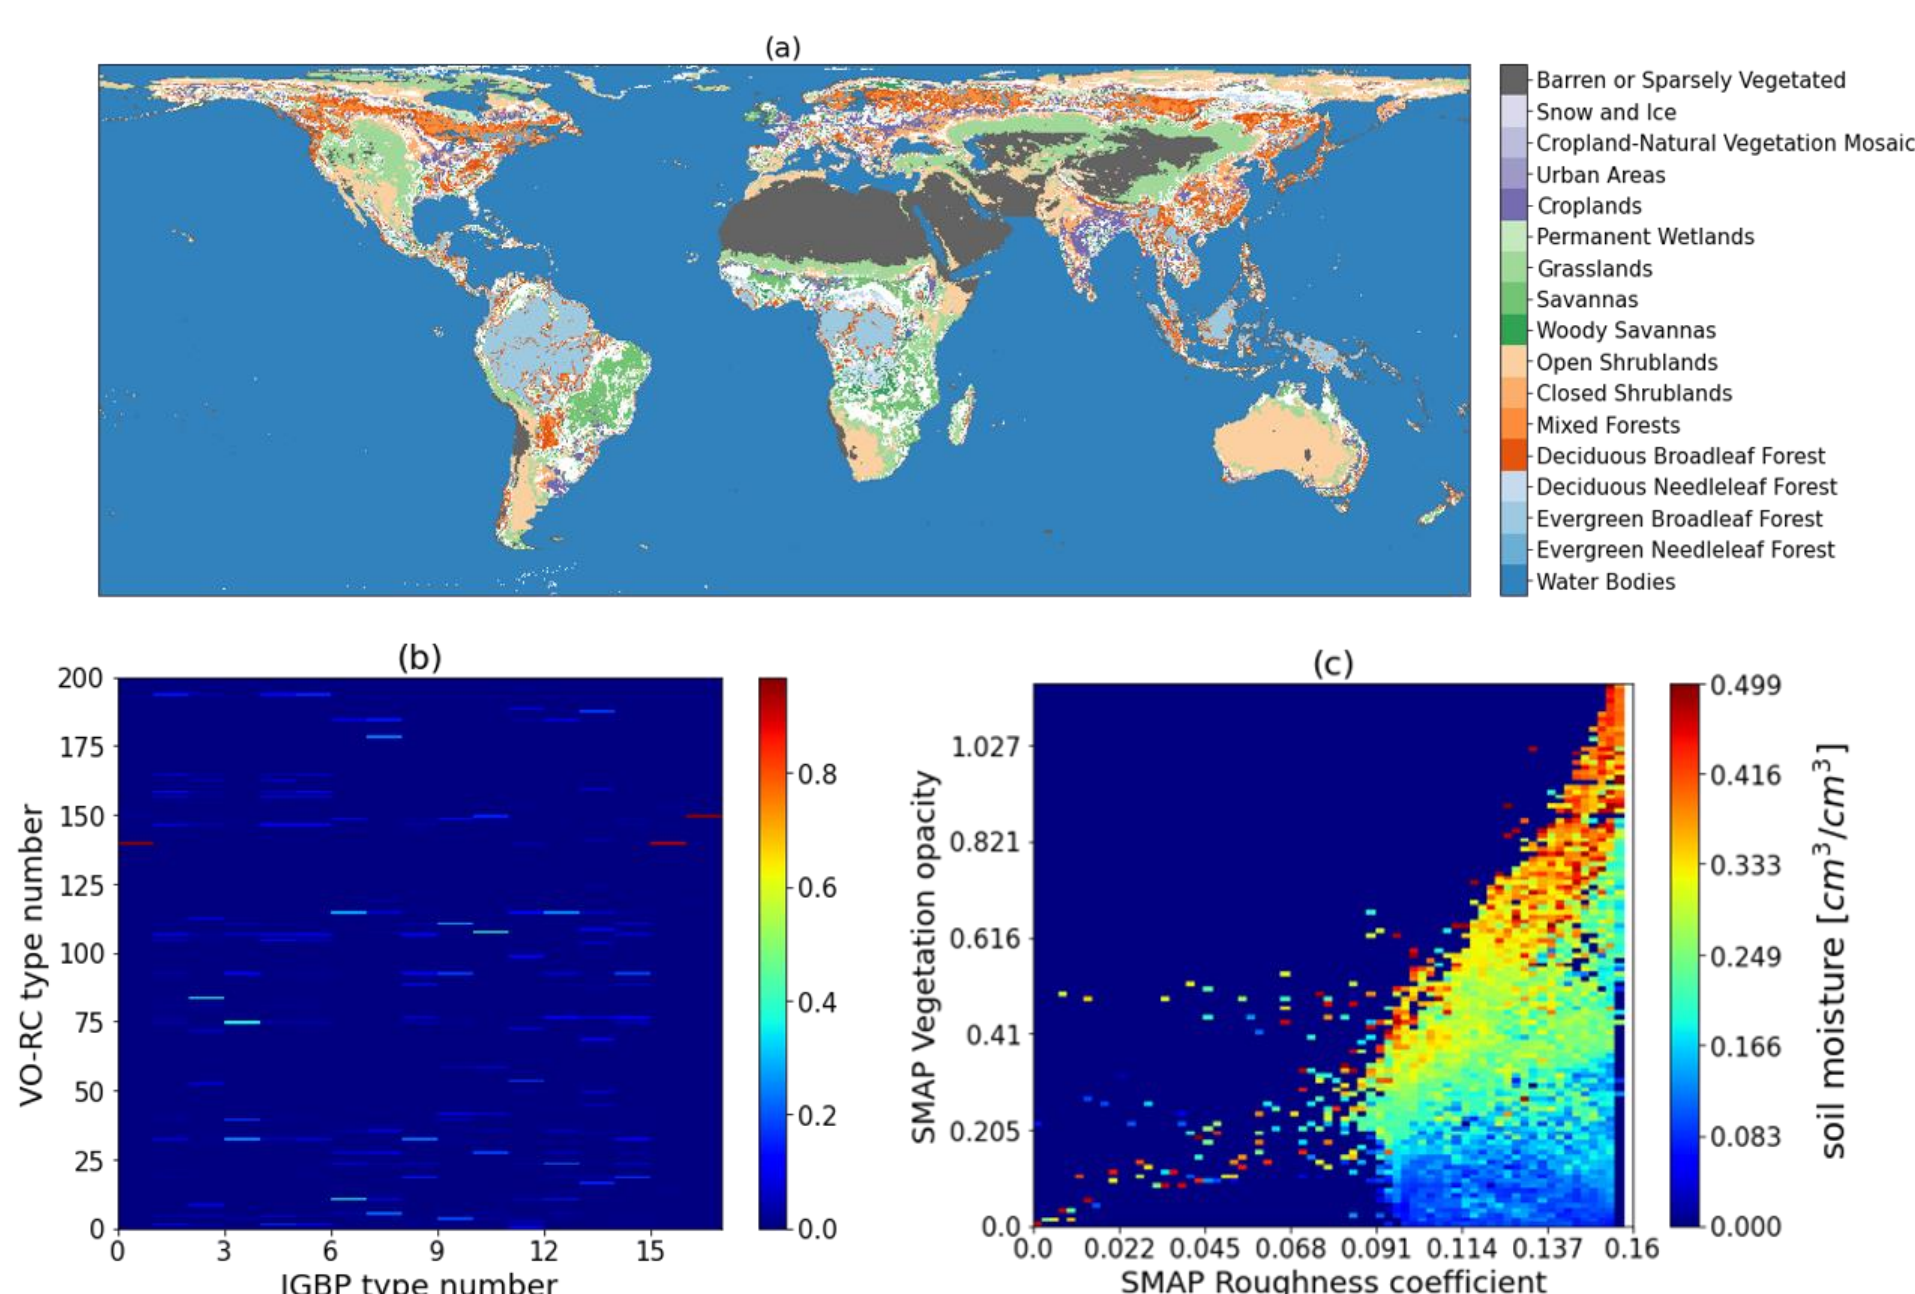 (a)
Barren or Sparsely Vegetated
Snow and Ice
Cropland-Natural Vegetation Mosaic
Urban Areas
Croplands
Permanent Wetlands
Grasslands
Savannas
Woody Savannas
Open Shrublands
Closed Shrublands
Mixed Forests
Deciduous Broadleaf Forest
Deciduous Needleleaf Forest
Evergreen Broadleaf Forest
Evergreen Needleleaf Forest
Water Bodies
(b)
VO-RC type number
200
175
150
125
100
75
50
25
0
0 3 6 9 12 15
IGBP type number
0.8
0.6
0.4
0.2
0.0
(c)
SMAP Vegetation opacity
1.027
0.821
0.616
0.41
0.205
0.0
0.0 0.022 0.045 0.068 0.091 0.114 0.137 0.16
SMAP Roughness coefficient
0.499
0.416
0.333
0.249
0.166
0.083
0.000
soil moisture [cm³/cm³]